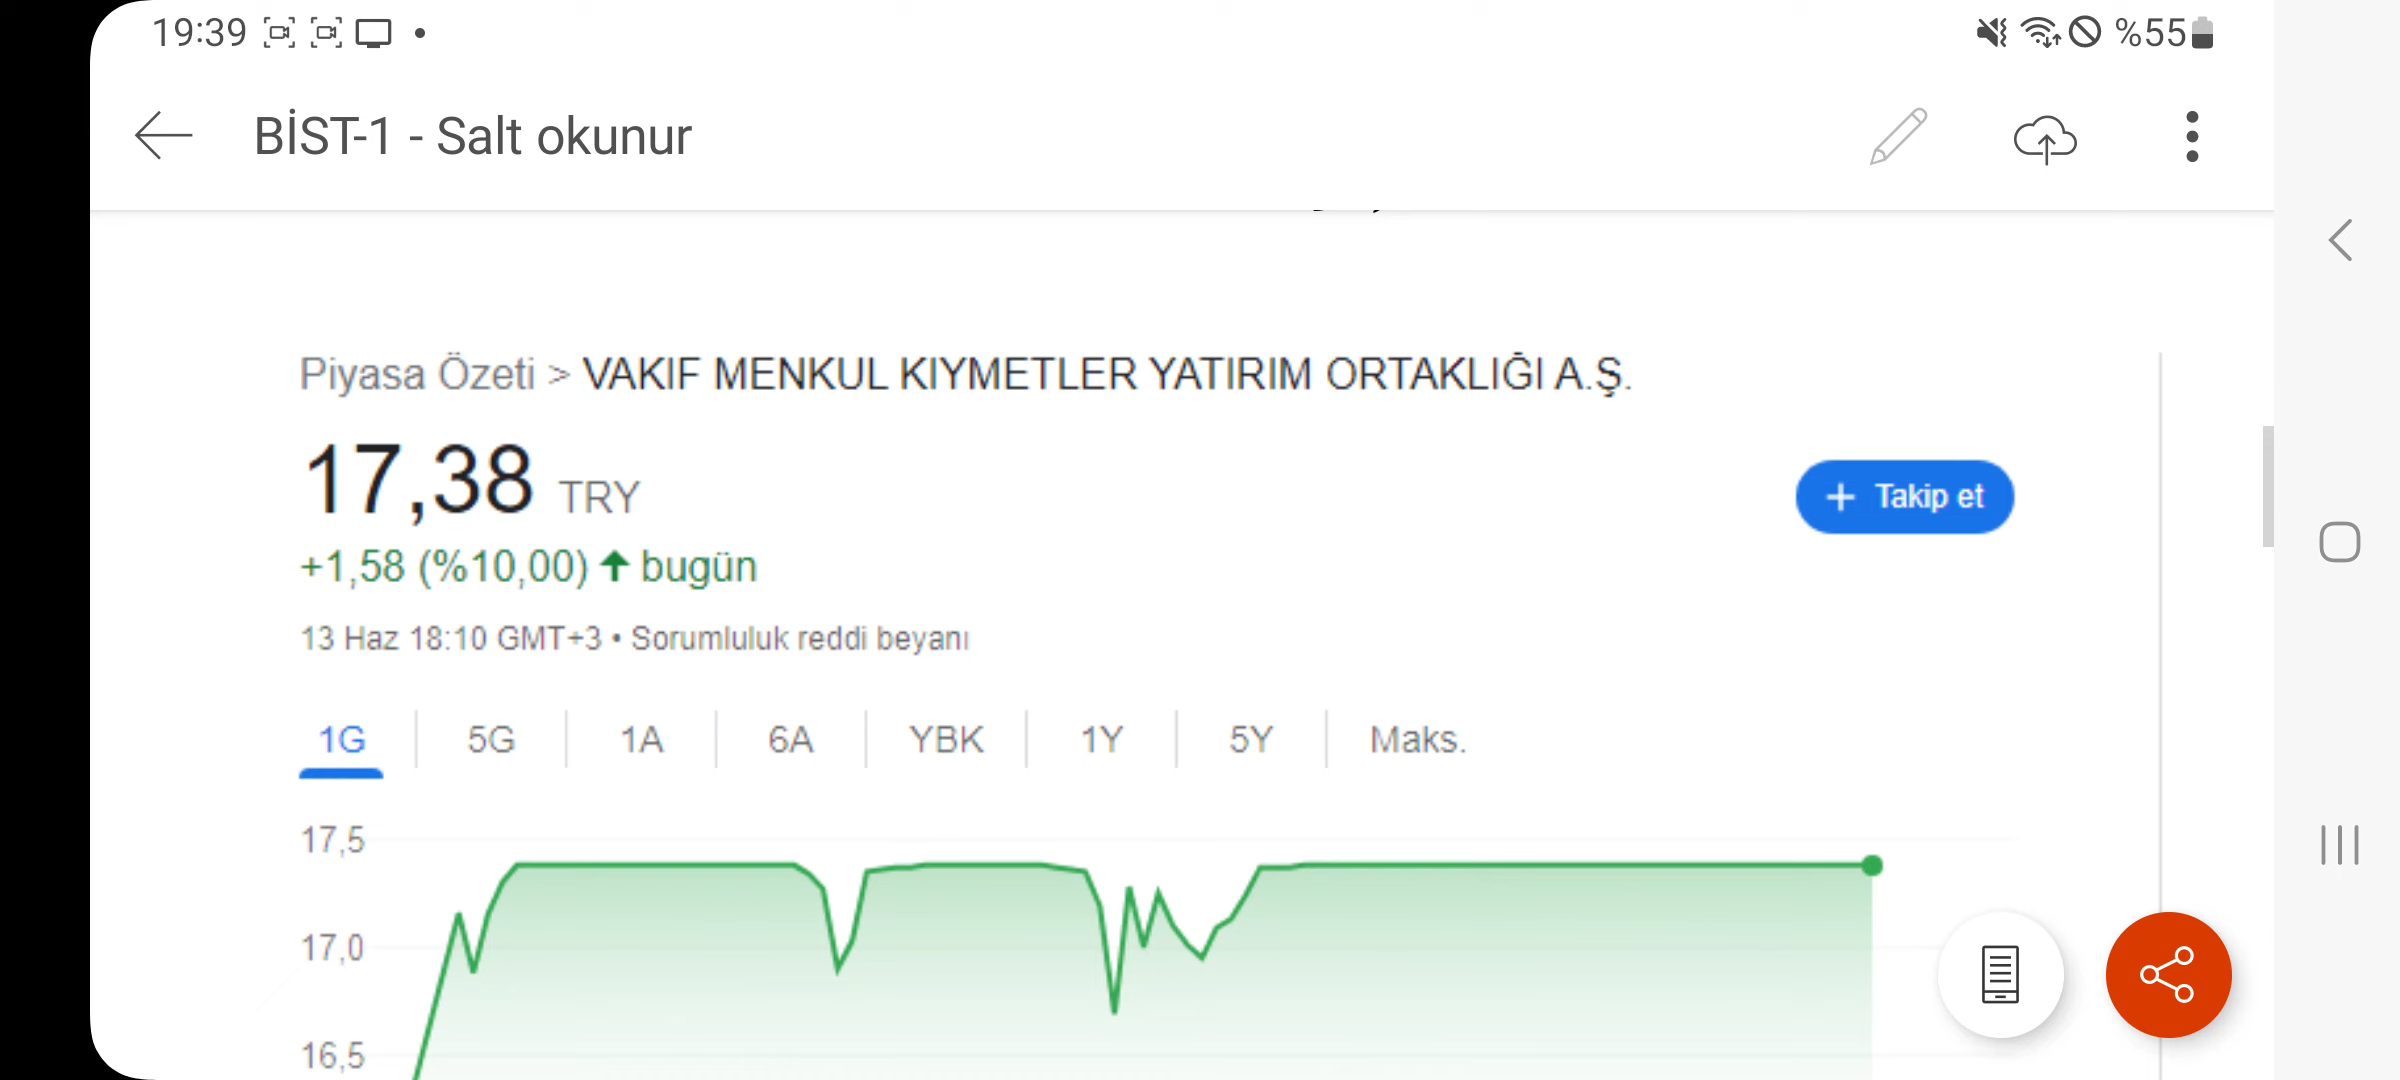 19:39
%55
BİST-1 - Salt okunur
Piyasa Özeti > VAKIF MENKUL KIYMETLER YATIRIM ORTAKLIĞI A.Ş.
17,38 TRY
+ Takip et
+1,58 (%10,00) ↑ bugün
13 Haz 18:10 GMT+3 • Sorumluluk reddi beyanı
1G 5G 1A 6A YBK 1Y 5Y Maks.
17,5
17,0
16,5